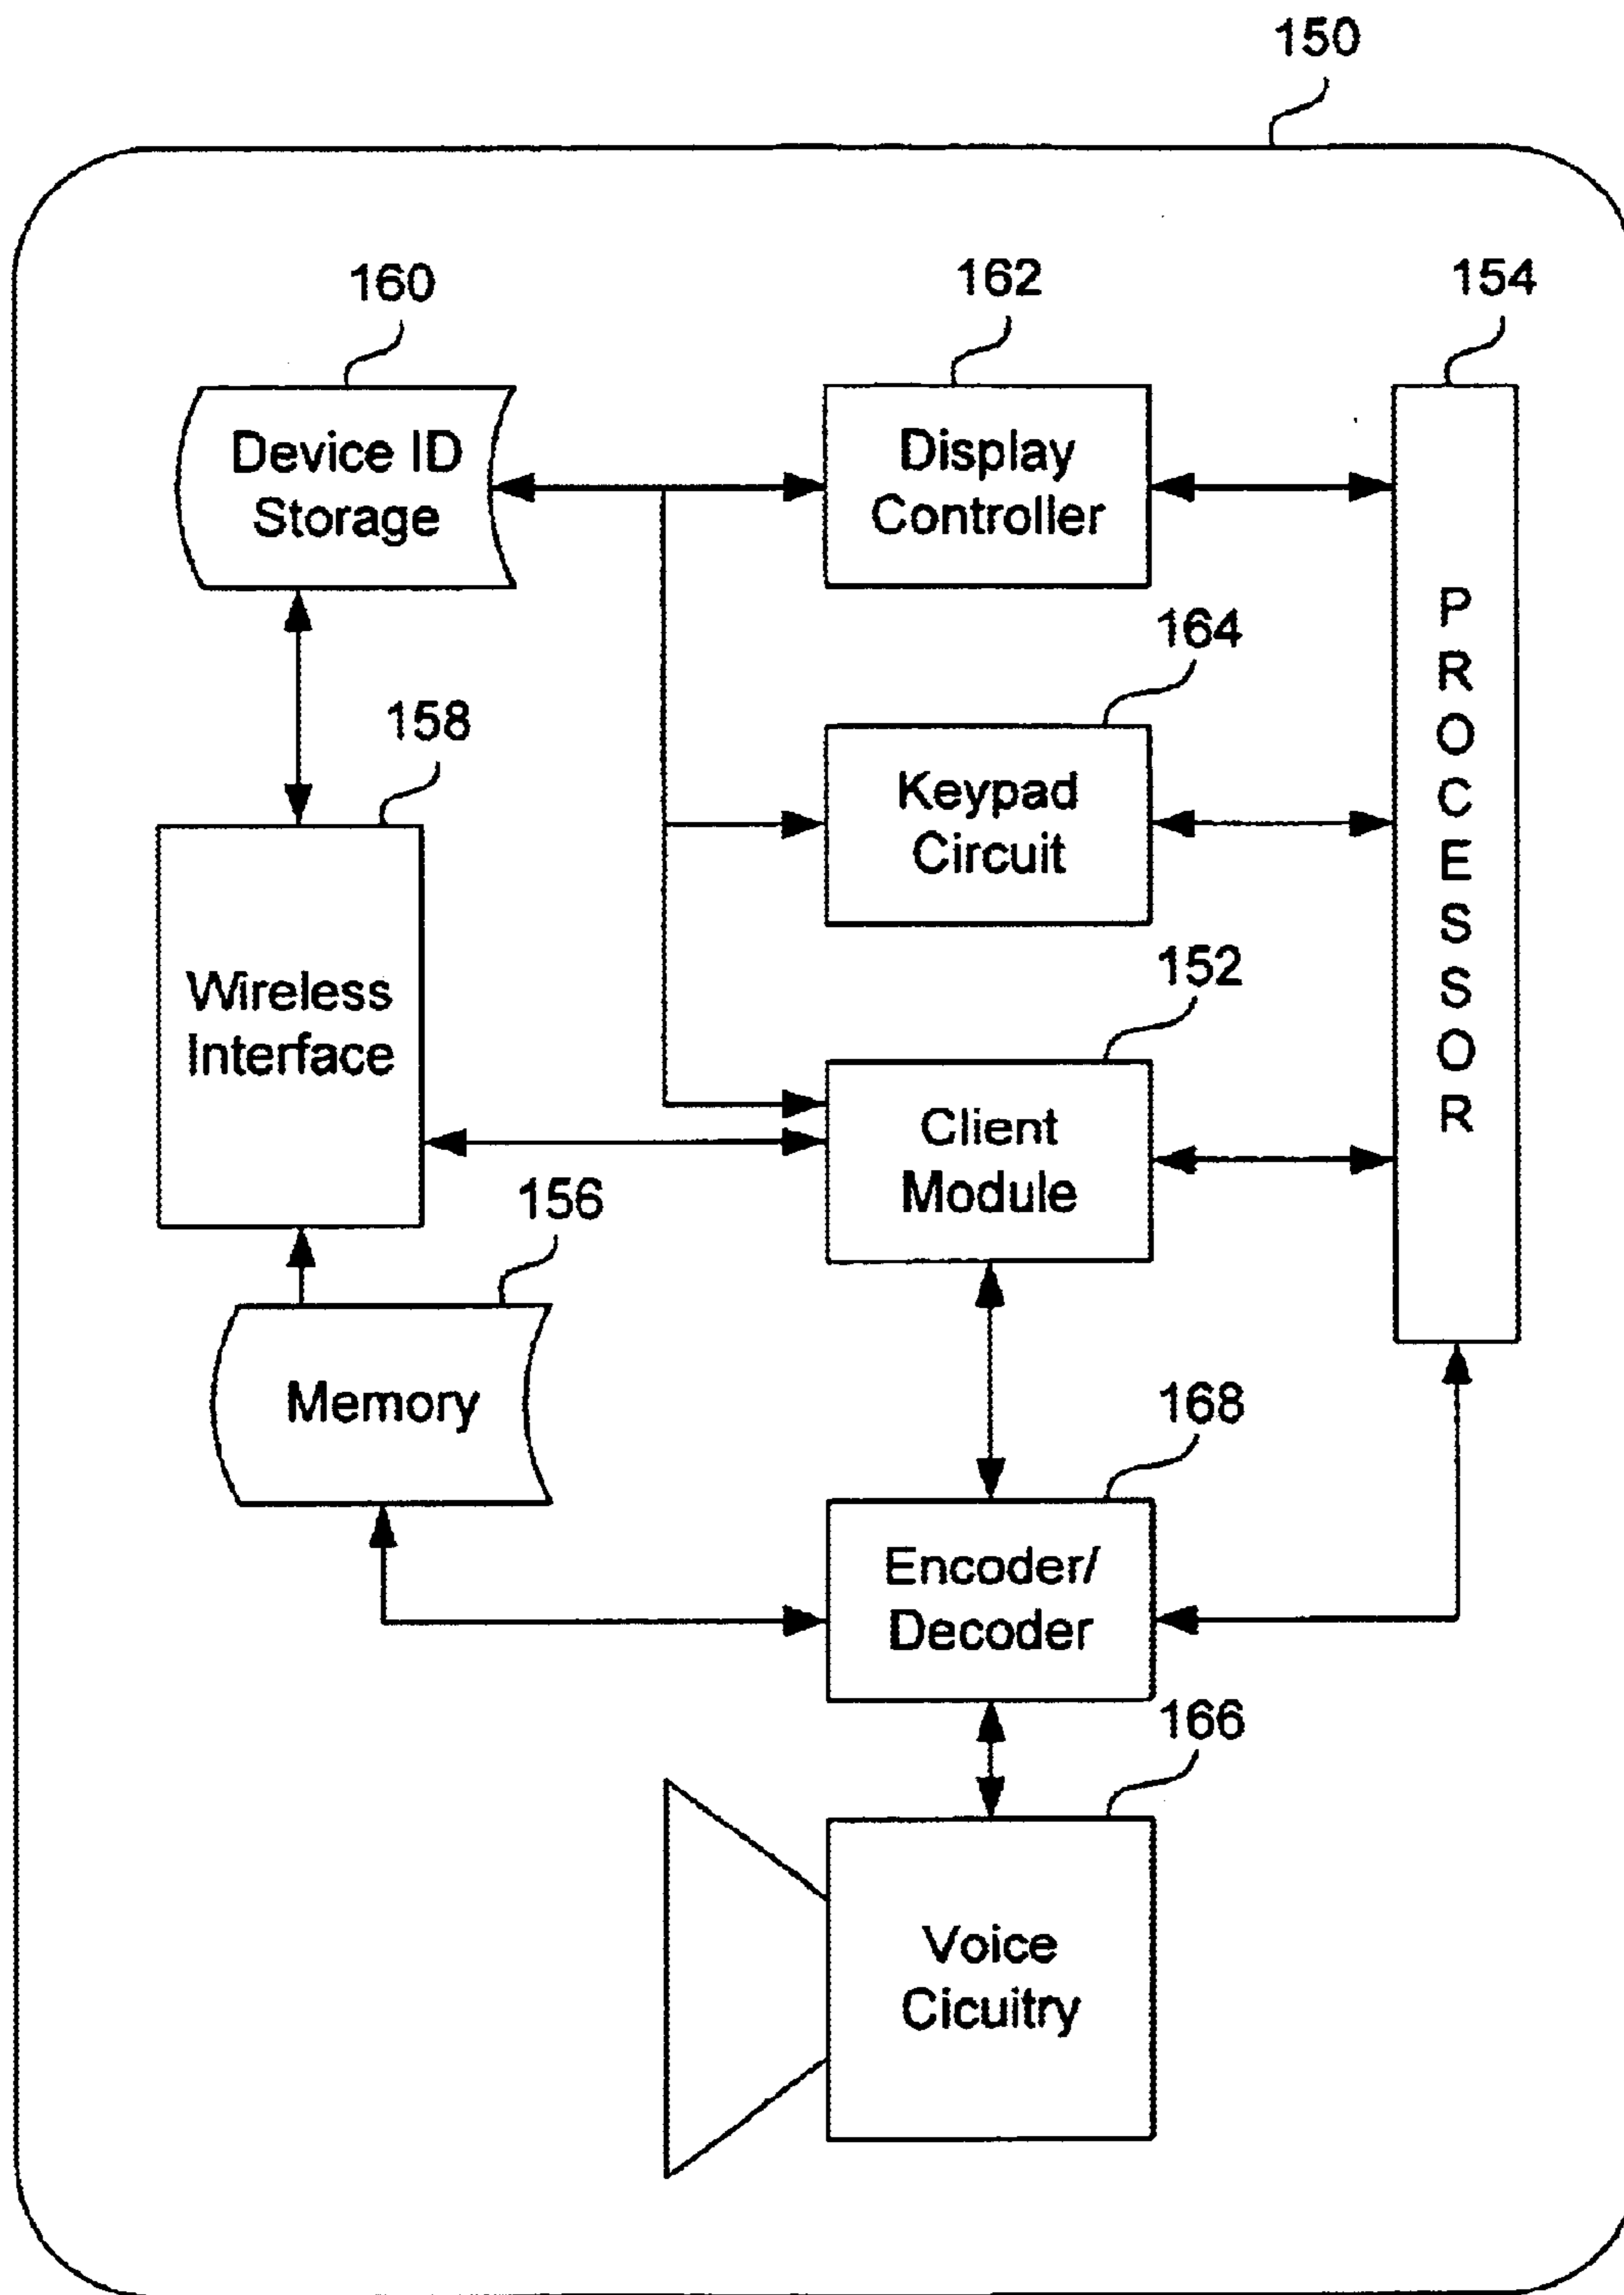 150
160
162
154
Device ID
Storage
Display
Controller
PROCESSOR
164
158
Keypad
Circuit
152
Wireless
Interface
Client
Module
156
Memory
168
Encoder/
Decoder
166
Voice
Cicuitry